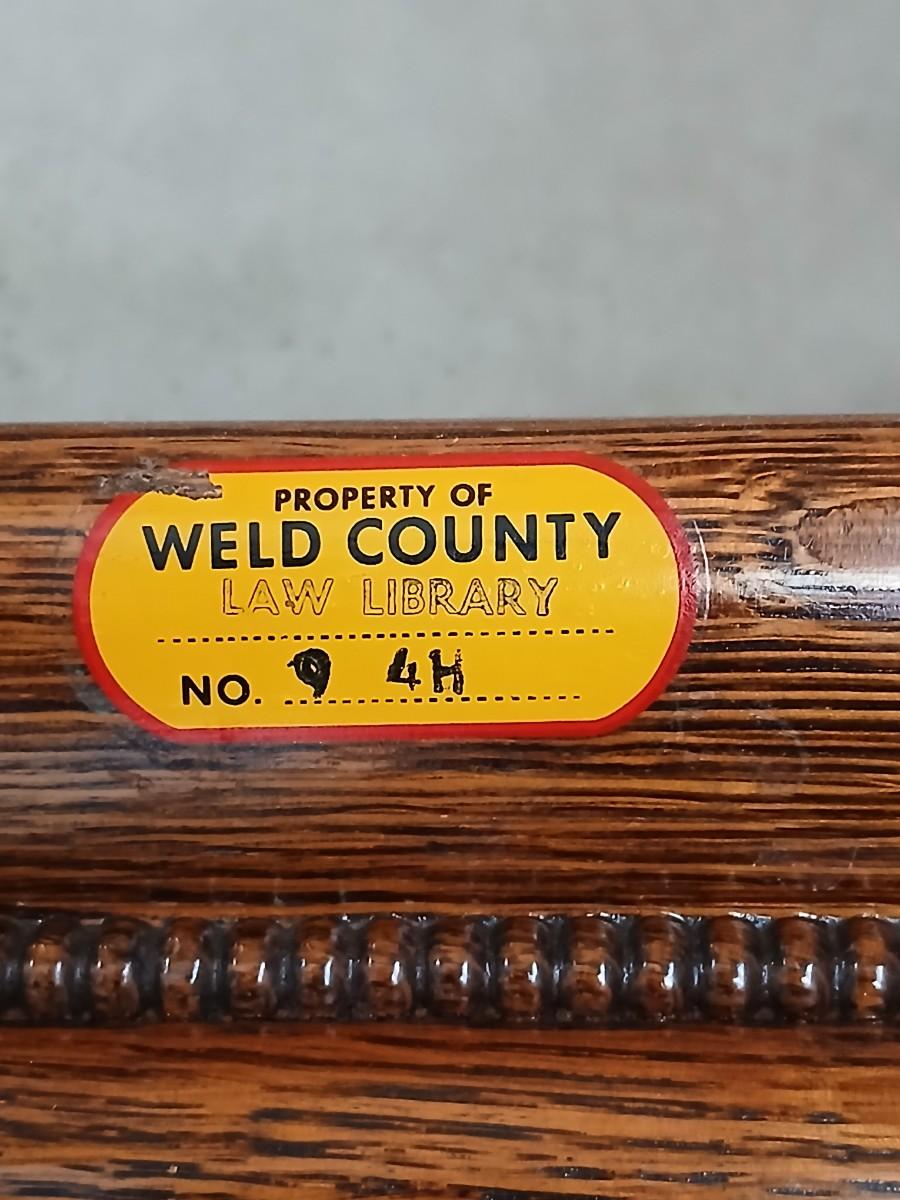 PROPERTY OF
WELD COUNTY
LAW LIBRARY
NO. 9 4H